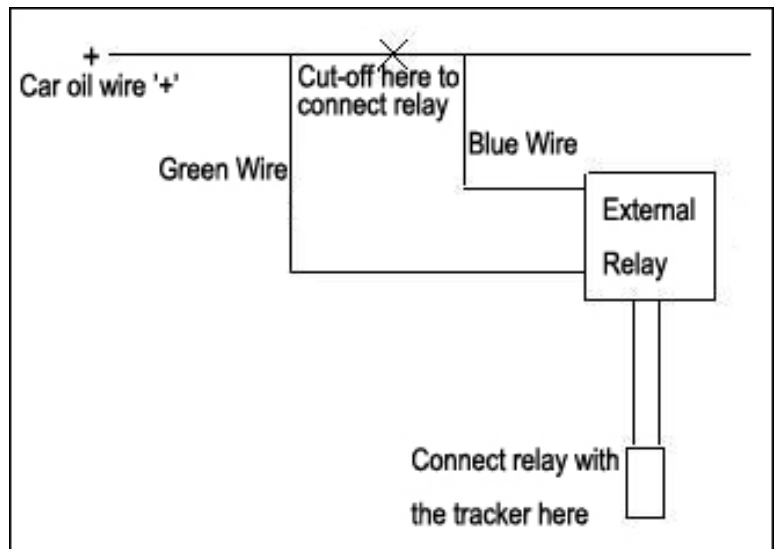 +
Car oil wire '+'
Cut-off here to
connect relay
Green Wire
Blue Wire
External
Relay
Connect relay with
the tracker here